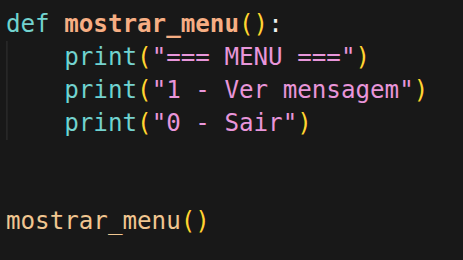 def mostrar_menu():
    print("=== MENU ===")
    print("1 - Ver mensagem")
    print("0 - Sair")
mostrar_menu()